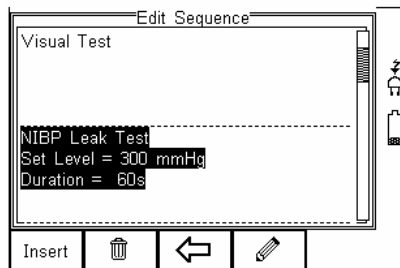 Edit Sequence
Visual Test
NIBP Leak Test
Set Level = 300 mmHg
Duration = 60s
Insert